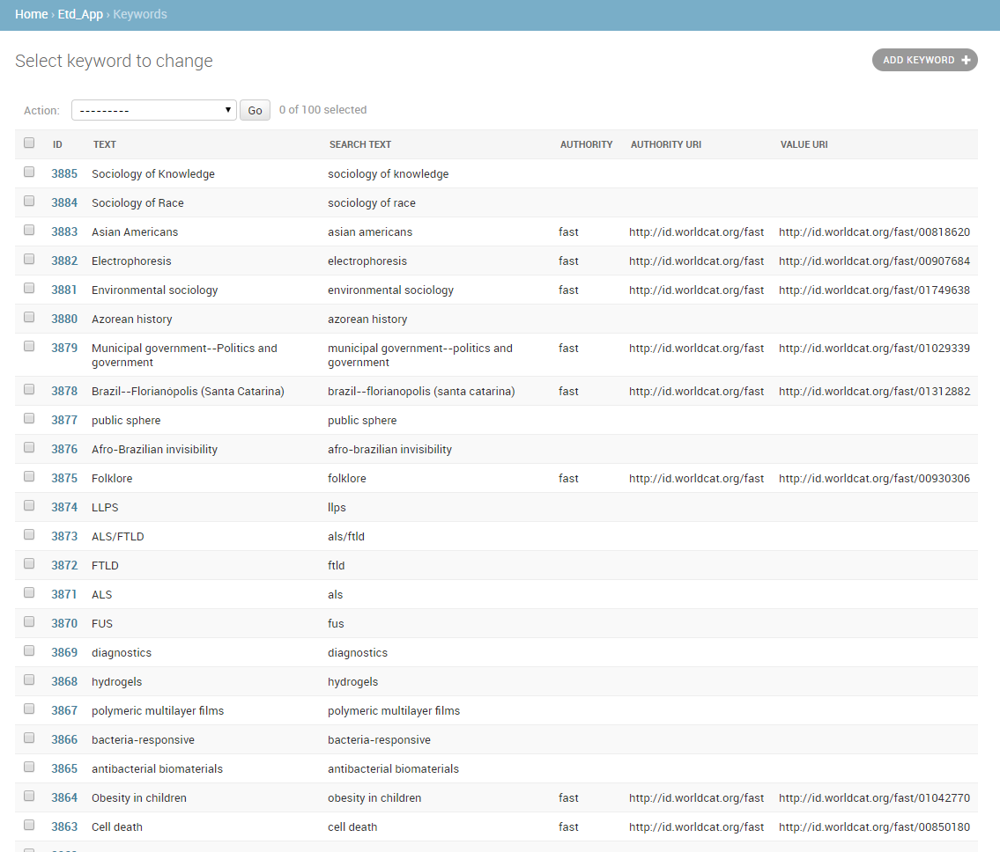 Home › Etd_App › Keywords
Select keyword to change
ADD KEYWORD +
Action: --------- Go 0 of 100 selected
ID TEXT SEARCH TEXT AUTHORITY AUTHORITY URI VALUE URI
3885 Sociology of Knowledge sociology of knowledge
3884 Sociology of Race sociology of race
3883 Asian Americans asian americans fast http://id.worldcat.org/fast http://id.worldcat.org/fast/00818620
3882 Electrophoresis electrophoresis fast http://id.worldcat.org/fast http://id.worldcat.org/fast/00907684
3881 Environmental sociology environmental sociology fast http://id.worldcat.org/fast http://id.worldcat.org/fast/01749638
3880 Azorean history azorean history
3879 Municipal government--Politics and municipal government--politics and fast http://id.worldcat.org/fast http://id.worldcat.org/fast/01029339
government government
3878 Brazil--Florianópolis (Santa Catarina) brazil--florianopolis (santa catarina) fast http://id.worldcat.org/fast http://id.worldcat.org/fast/01312882
3877 public sphere public sphere
3876 Afro-Brazilian invisibility afro-brazilian invisibility
3875 Folklore folklore fast http://id.worldcat.org/fast http://id.worldcat.org/fast/00930306
3874 LLPS llps
3873 ALS/FTLD als/ftld
3872 FTLD ftld
3871 ALS als
3870 FUS fus
3869 diagnostics diagnostics
3868 hydrogels hydrogels
3867 polymeric multilayer films polymeric multilayer films
3866 bacteria-responsive bacteria-responsive
3865 antibacterial biomaterials antibacterial biomaterials
3864 Obesity in children obesity in children fast http://id.worldcat.org/fast http://id.worldcat.org/fast/01042770
3863 Cell death cell death fast http://id.worldcat.org/fast http://id.worldcat.org/fast/00850180